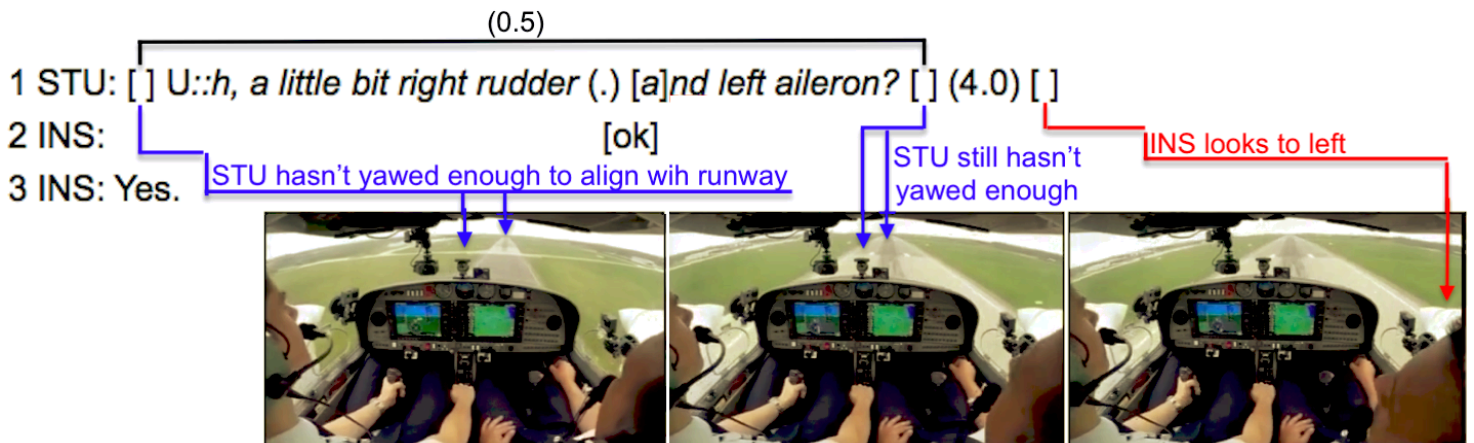 (0.5)
1 STU: [ ] U::h, a little bit right rudder (.) [a]nd left aileron? [ ] (4.0) [ ]
2 INS: [ok]
INS looks to left
STU still hasn't
yawed enough
STU hasn't yawed enough to align wih runway
3 INS: Yes.